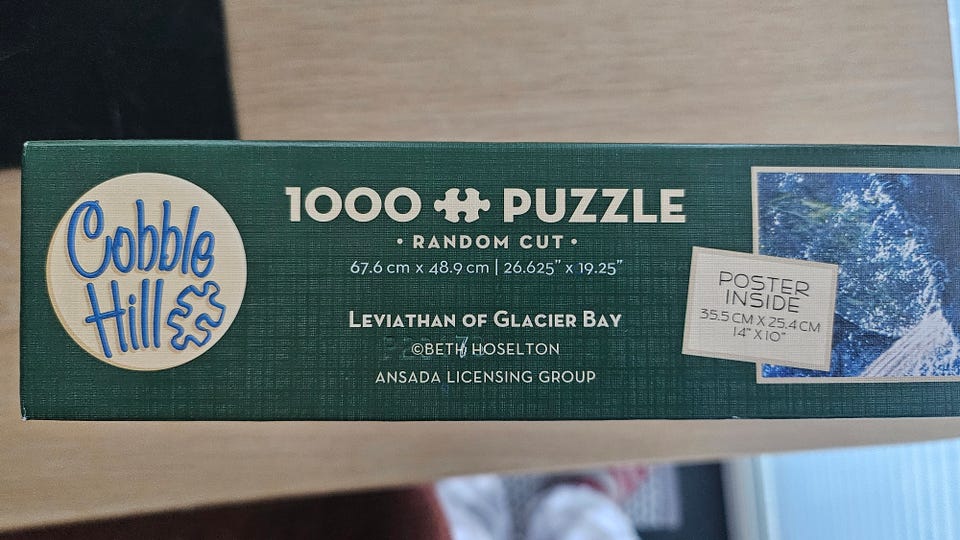 Cobble
Hill
1000 PUZZLE
• RANDOM CUT •
67.6 cm x 48.9 cm | 26.625" x 19.25"
LEVIATHAN OF GLACIER BAY
©BETH HOSELTON
ANSADA LICENSING GROUP
POSTER
INSIDE
35.5 CM X 25.4 CM
14" X 10"